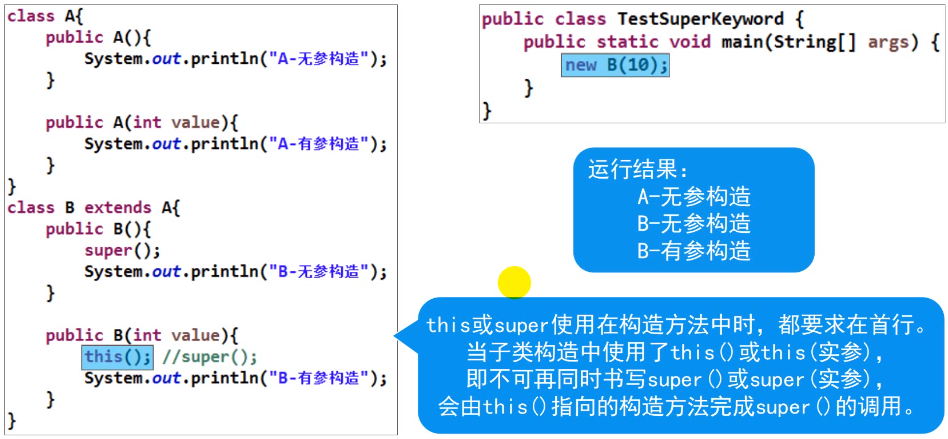 class A{
    public A(){
        System.out.println("A-无参构造");
    }

    public A(int value){
        System.out.println("A-有参构造");
    }
}
class B extends A{
    public B(){
        super();
        System.out.println("B-无参构造");
    }

    public B(int value){
        this(); //super();
        System.out.println("B-有参构造");
    }
}
public class TestSuperKeyword {
    public static void main(String[] args) {
        new B(10);
    }
}
运行结果：
A-无参构造
B-无参构造
B-有参构造
this或super使用在构造方法中时，都要求在首行。
当子类构造中使用了this()或this(实参)，
即不可再同时书写super()或super(实参)，
会由this()指向的构造方法完成super()的调用。